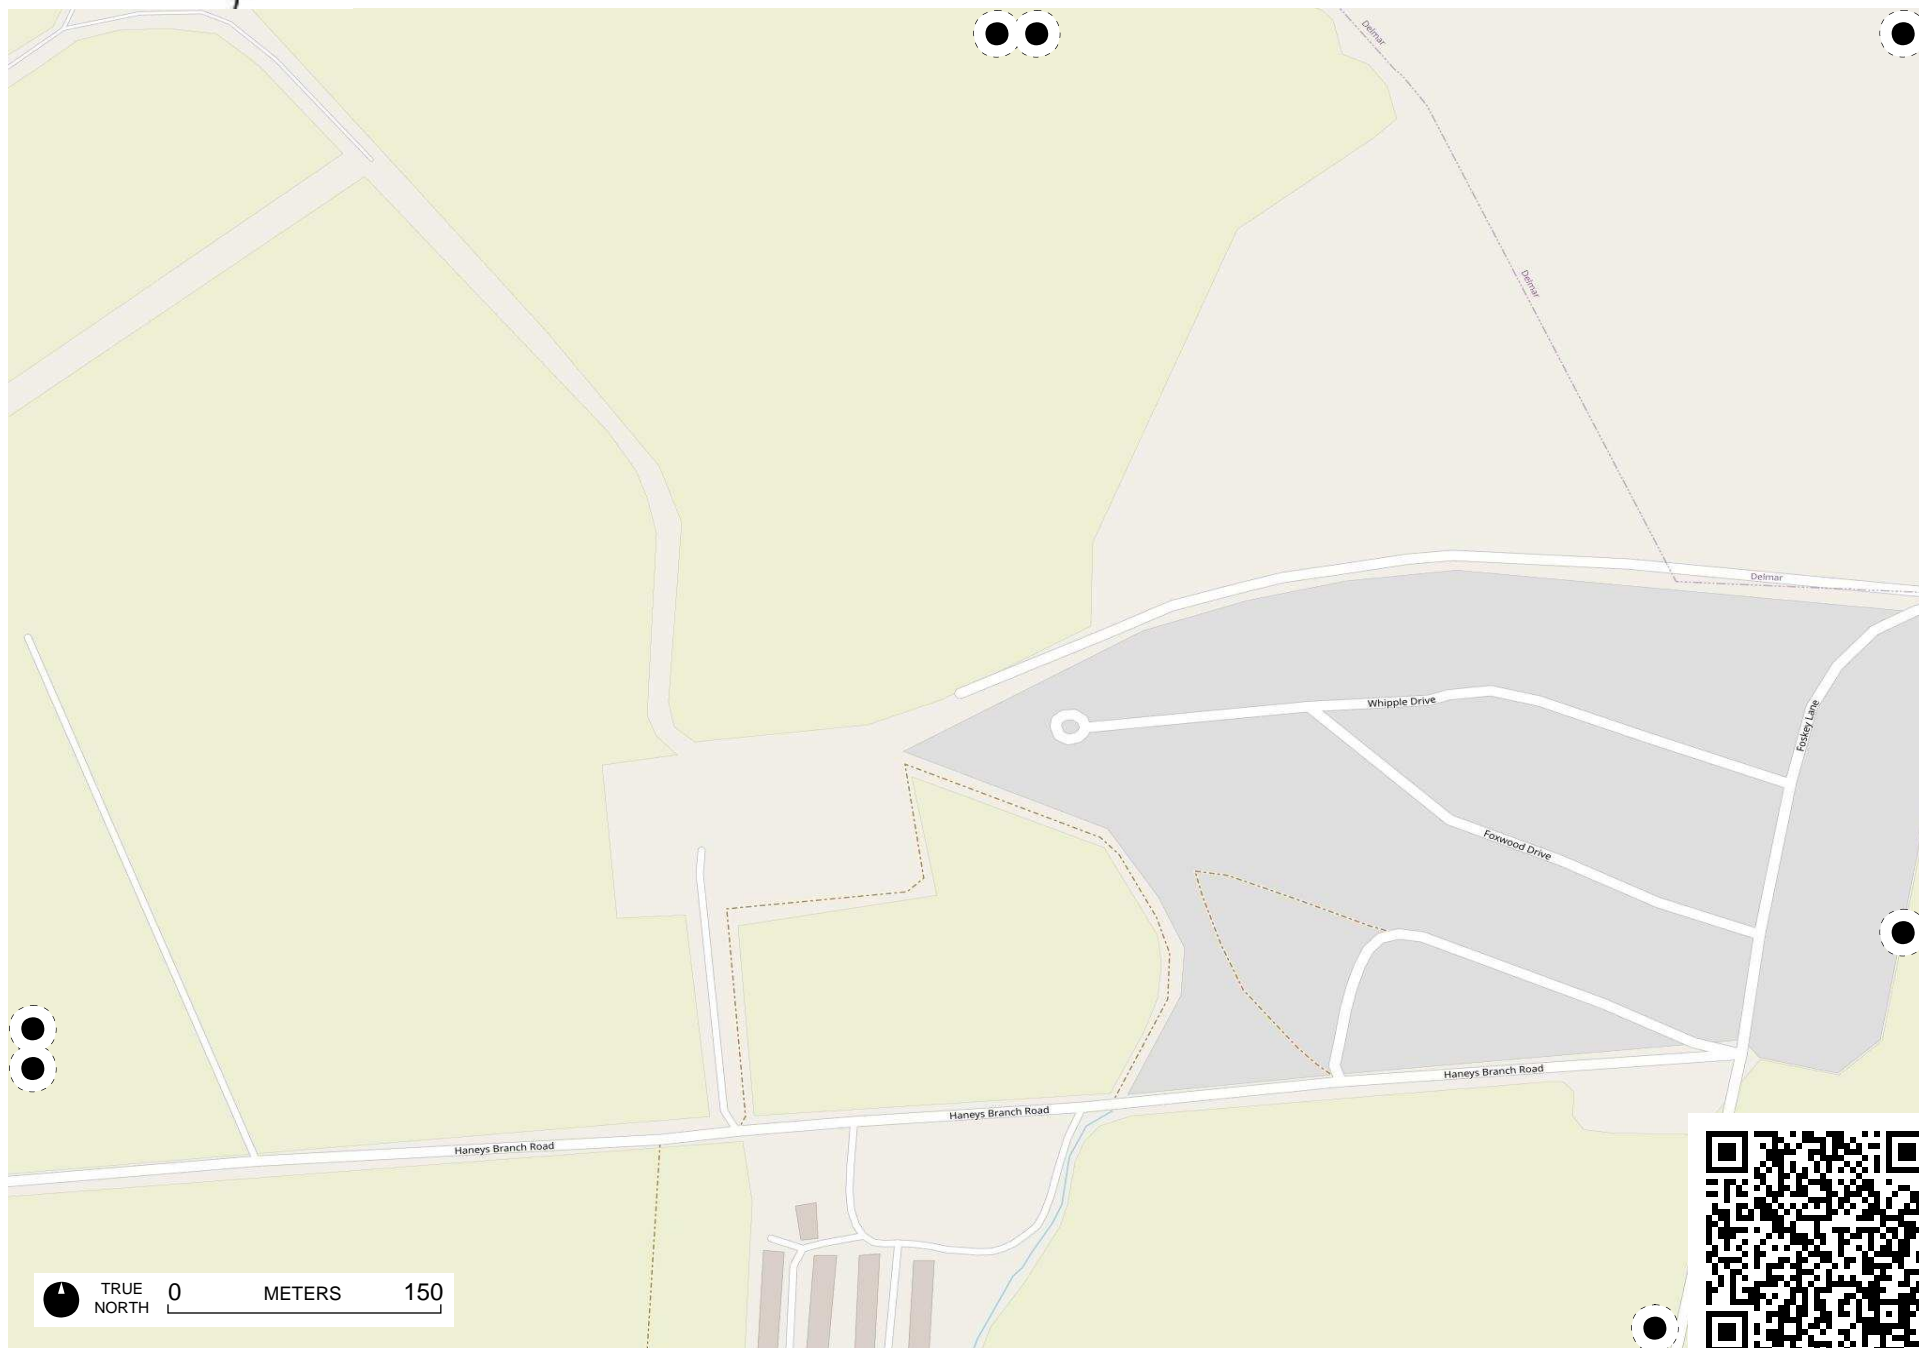 Delmar
Delmar
Delmar
Whipple Drive
Foskey Lane
Foxwood Drive
Haneys Branch Road
Haneys Branch Road
Haneys Branch Road
TRUE NORTH
0 METERS 150